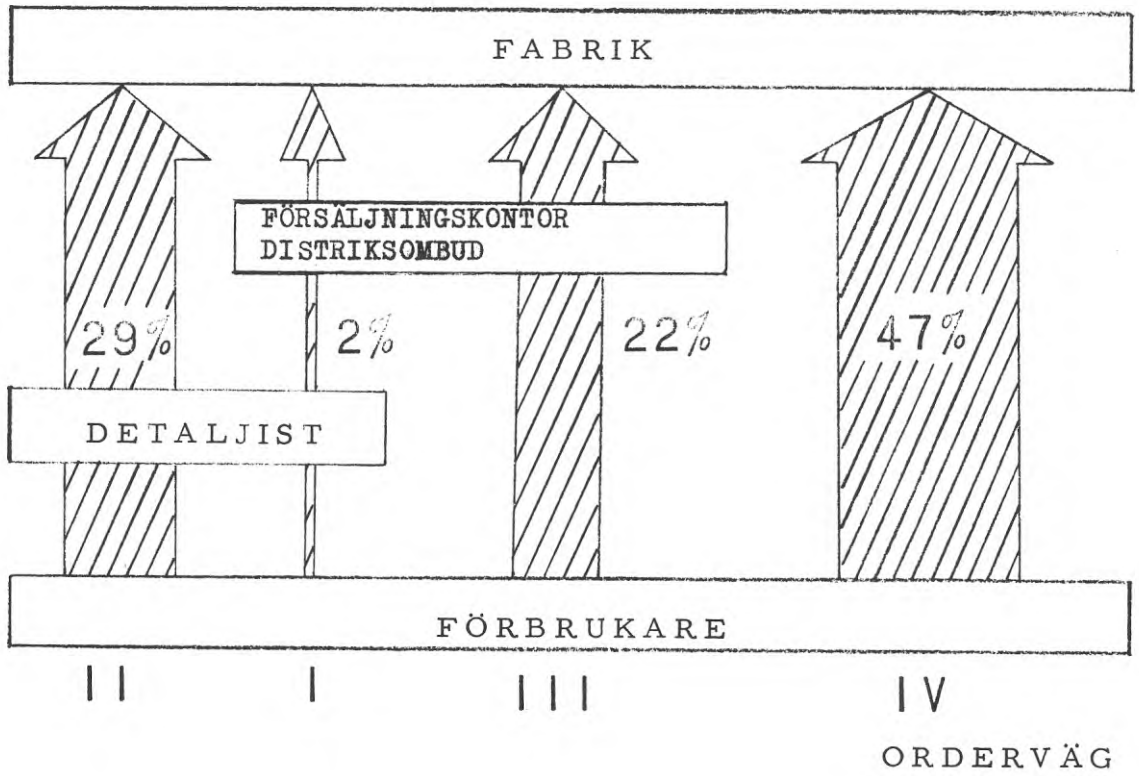 FABRIK
FÖRSÄLJNINGSKONTOR
DISTRIKSOMBUD
29% 2% 22% 47%
DETALJIST
FÖRBRUKARE
II I III IV
ORDERVÄG